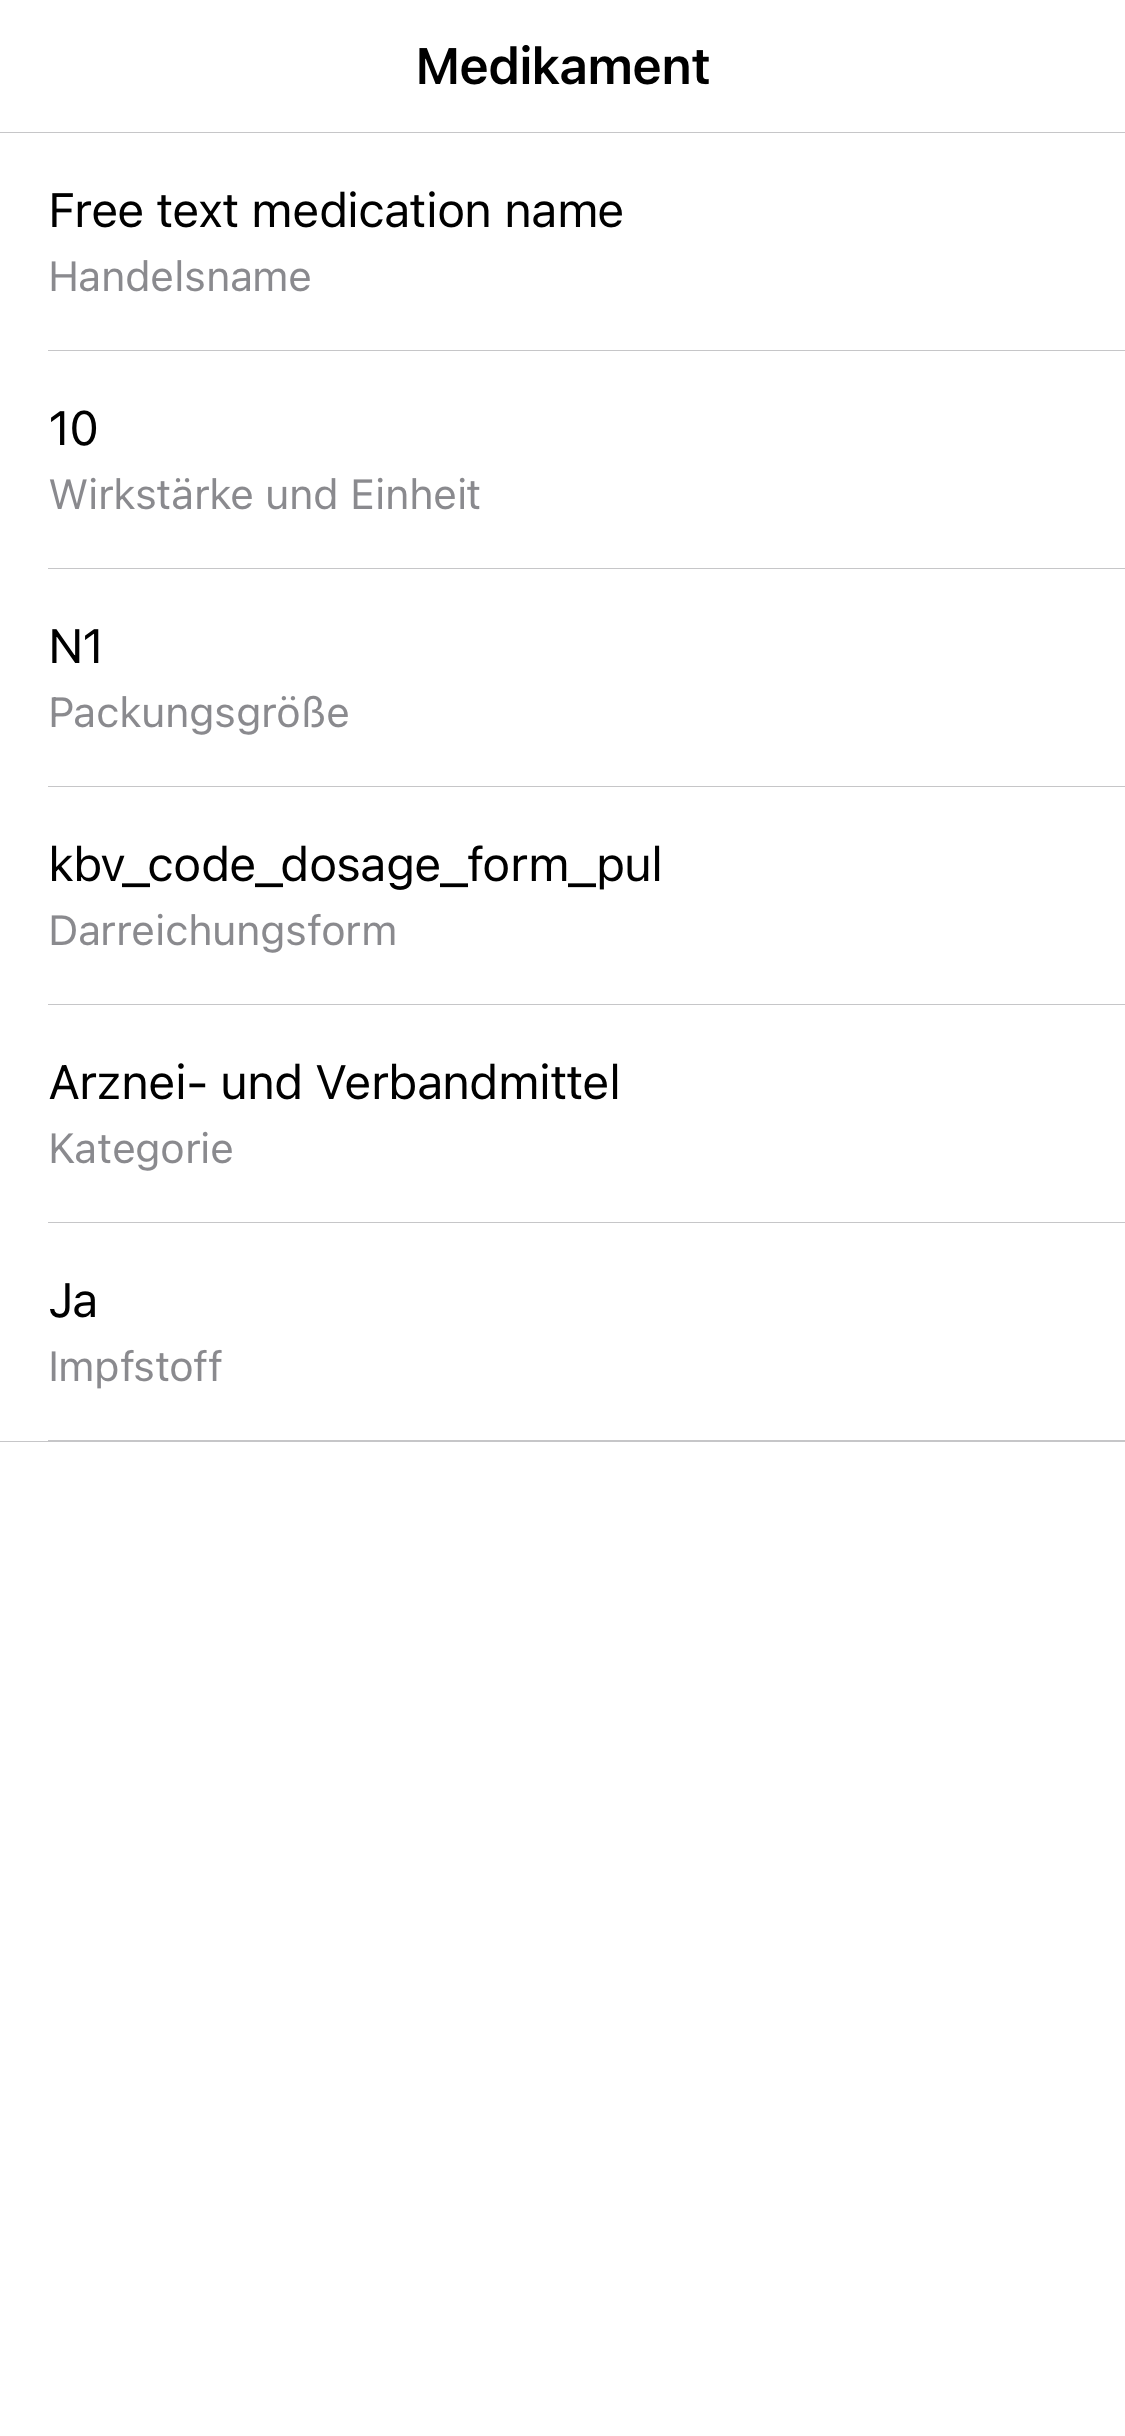 Medikament
Free text medication name
Handelsname
10
Wirkstärke und Einheit
N1
Packungsgröße
kbv_code_dosage_form_pul
Darreichungsform
Arznei- und Verbandmittel
Kategorie
Ja
Impfstoff